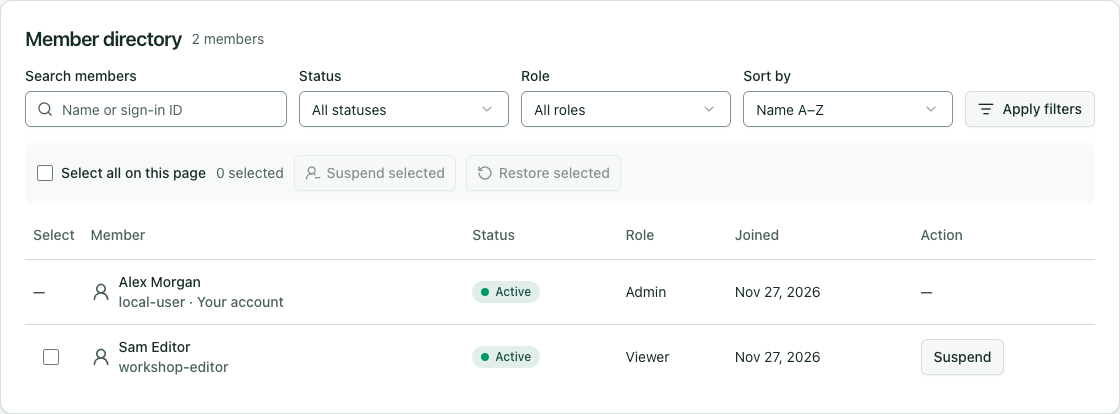 Member directory 2 members
Search members Status Role Sort by
Name or sign-in ID All statuses All roles Name A–Z Apply filters
Select all on this page 0 selected Suspend selected Restore selected
Select Member Status Role Joined Action
Alex Morgan
– local-user · Your account Active Admin Nov 27, 2026 –
Sam Editor
workshop-editor Active Viewer Nov 27, 2026 Suspend